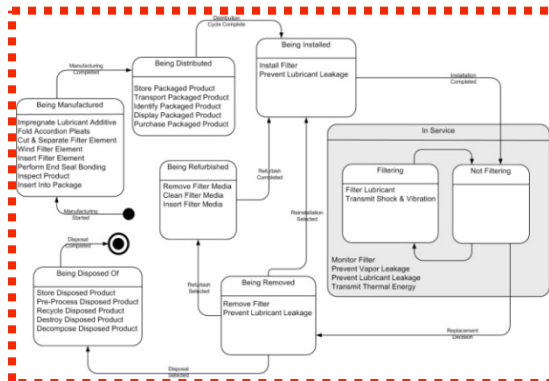 Distribution
Cycle Complete
Manufacturing
Completed
Being Distributed
Store Packaged Product
Transport Packaged Product
Identify Packaged Product
Display Packaged Product
Purchase Packaged Product
Being Installed
Install Filter
Prevent Lubricant Leakage
Installation
Completed
Being Manufactured
Impregnate Lubricant Additive
Fold Accordion Pleats
Cut & Separate Filter Element
Wind Filter Element
Insert Filter Element
Perform End Seal Bonding
Inspect Product
Insert Into Package
Manufacturing
Started
Being Refurbished
Remove Filter Media
Clean Filter Media
Insert Filter Media
Refurbish
Completed
Reinstallation
Selected
In Service
Filtering
Filter Lubricant
Transmit Shock & Vibration
Not Filtering
Monitor Filter
Prevent Vapor Leakage
Prevent Lubricant Leakage
Transmit Thermal Energy
Disposal
Completed
Being Disposed Of
Store Disposed Product
Pre-Process Disposed Product
Recycle Disposed Product
Destroy Disposed Product
Decompose Disposed Product
Refurbish
Selected
Being Removed
Remove Filter
Prevent Lubricant Leakage
Replacement
Decision
Disposal
Selected